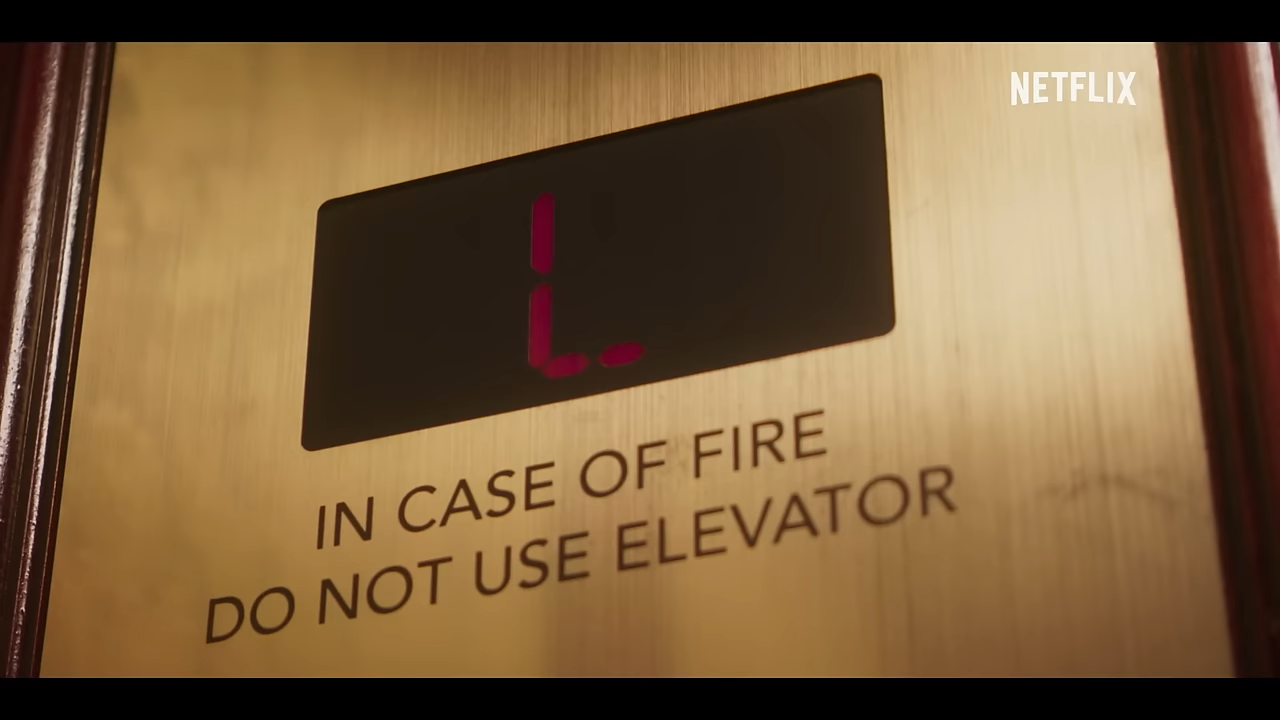 NETFLIX
L.
IN CASE OF FIRE
DO NOT USE ELEVATOR